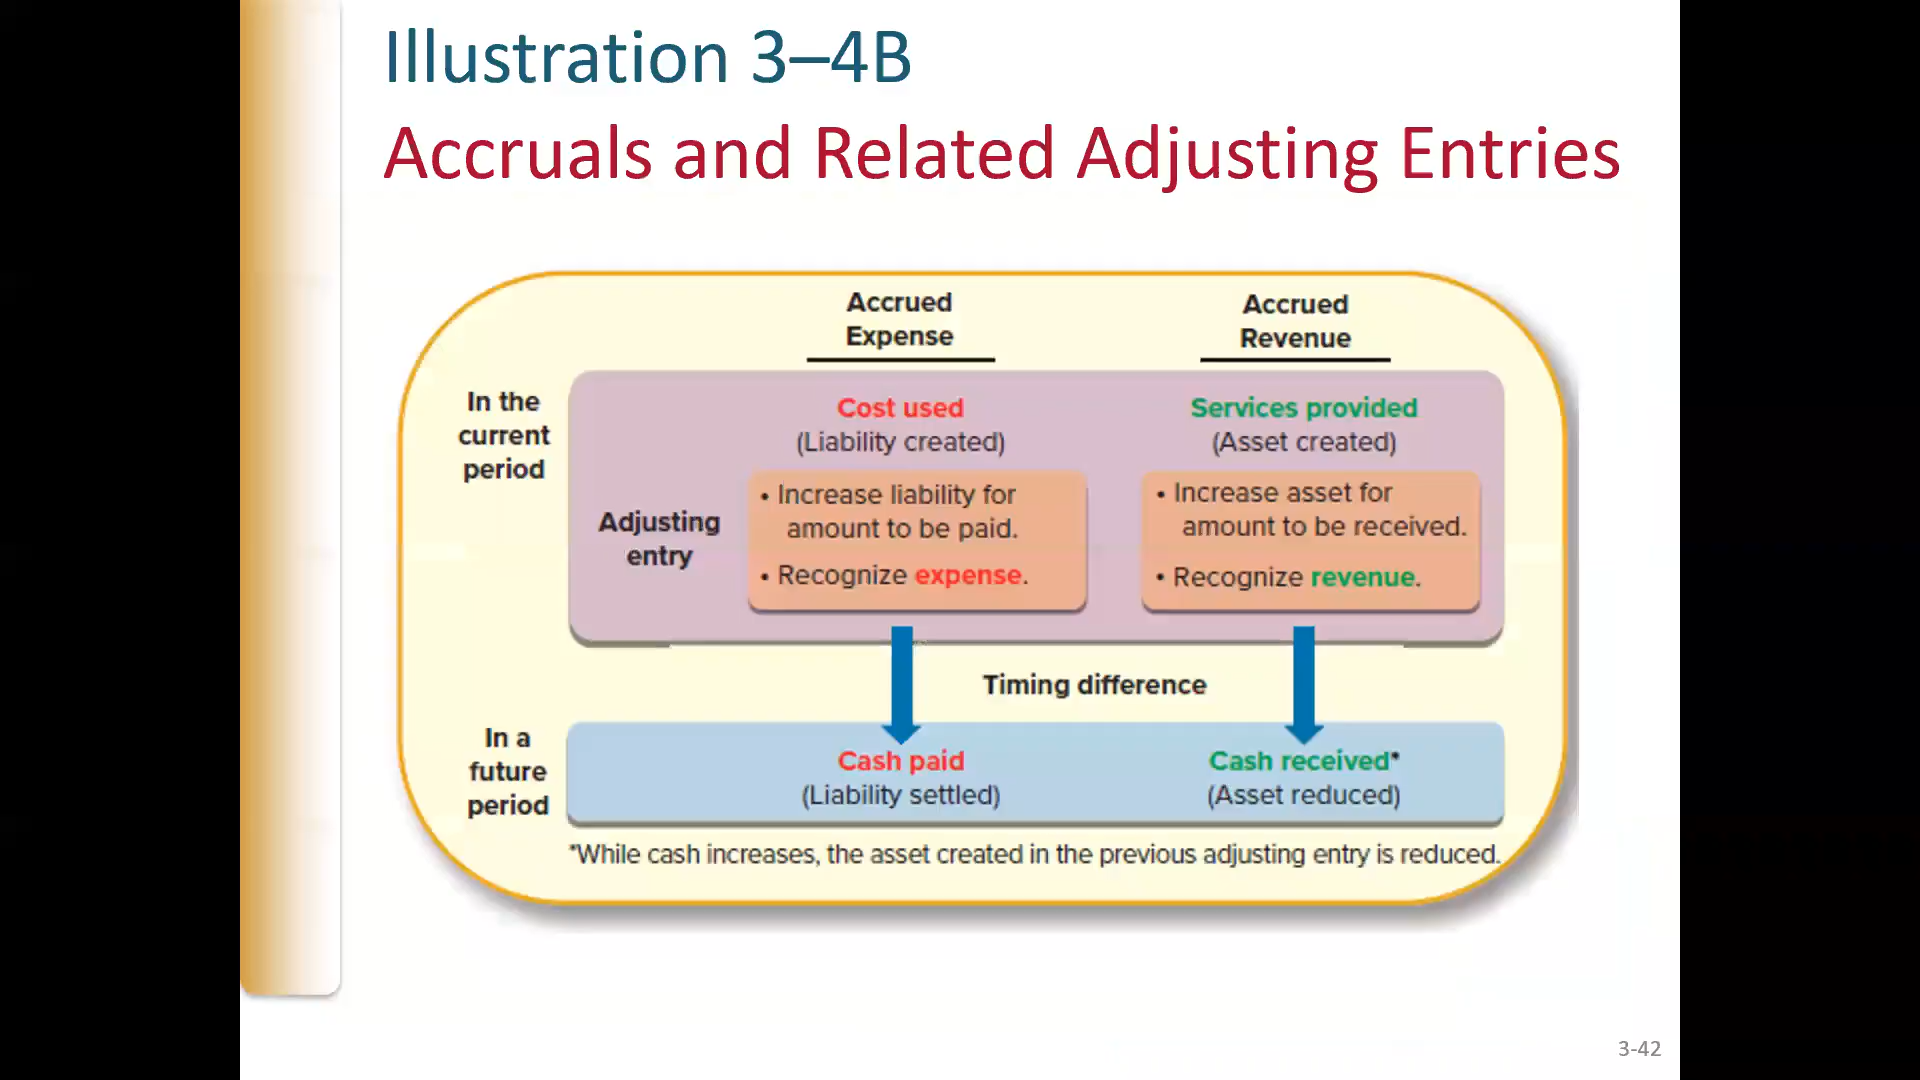 Illustration 3–4B
Accruals and Related Adjusting Entries
Accrued
Expense
Accrued
Revenue
In the
current
period
Cost used
(Liability created)
Services provided
(Asset created)
Adjusting
entry
• Increase liability for
amount to be paid.
• Recognize expense.
• Increase asset for
amount to be received.
• Recognize revenue.
Timing difference
In a
future
period
Cash paid
(Liability settled)
Cash received*
(Asset reduced)
*While cash increases, the asset created in the previous adjusting entry is reduced.
3-42